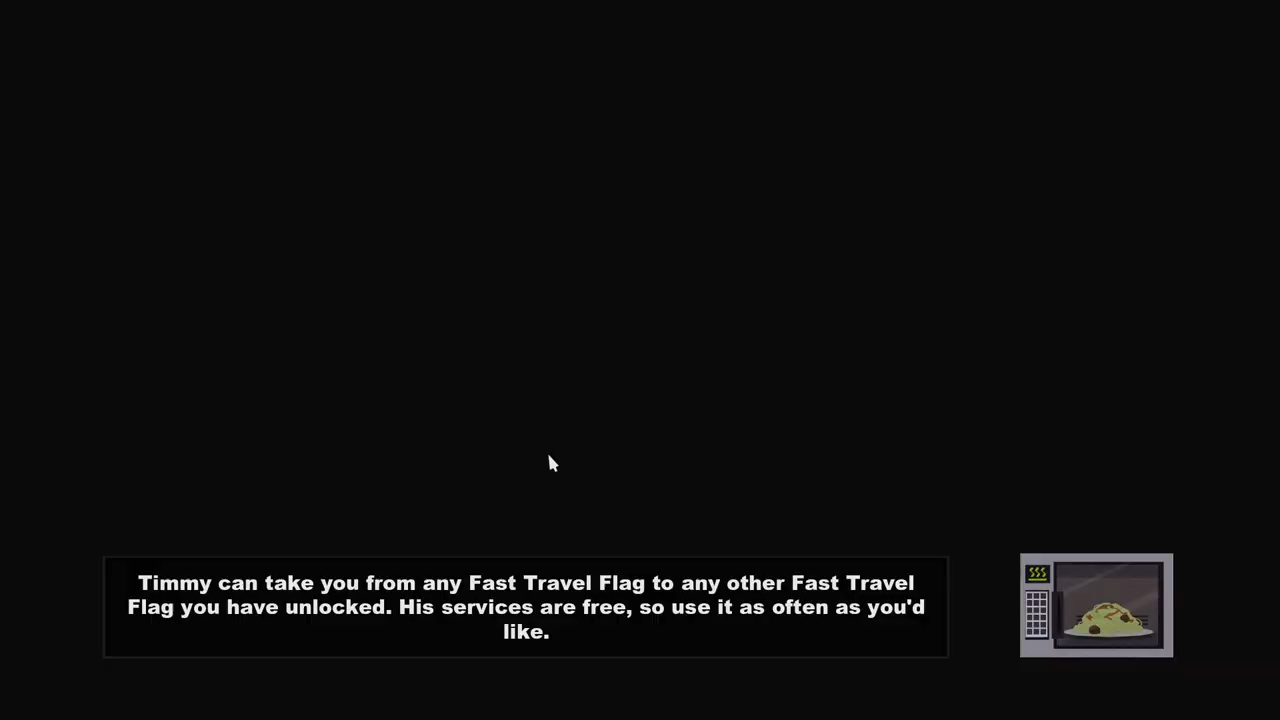 Timmy can take you from any Fast Travel Flag to any other Fast Travel
Flag you have unlocked. His services are free, so use it as often as you'd
like.